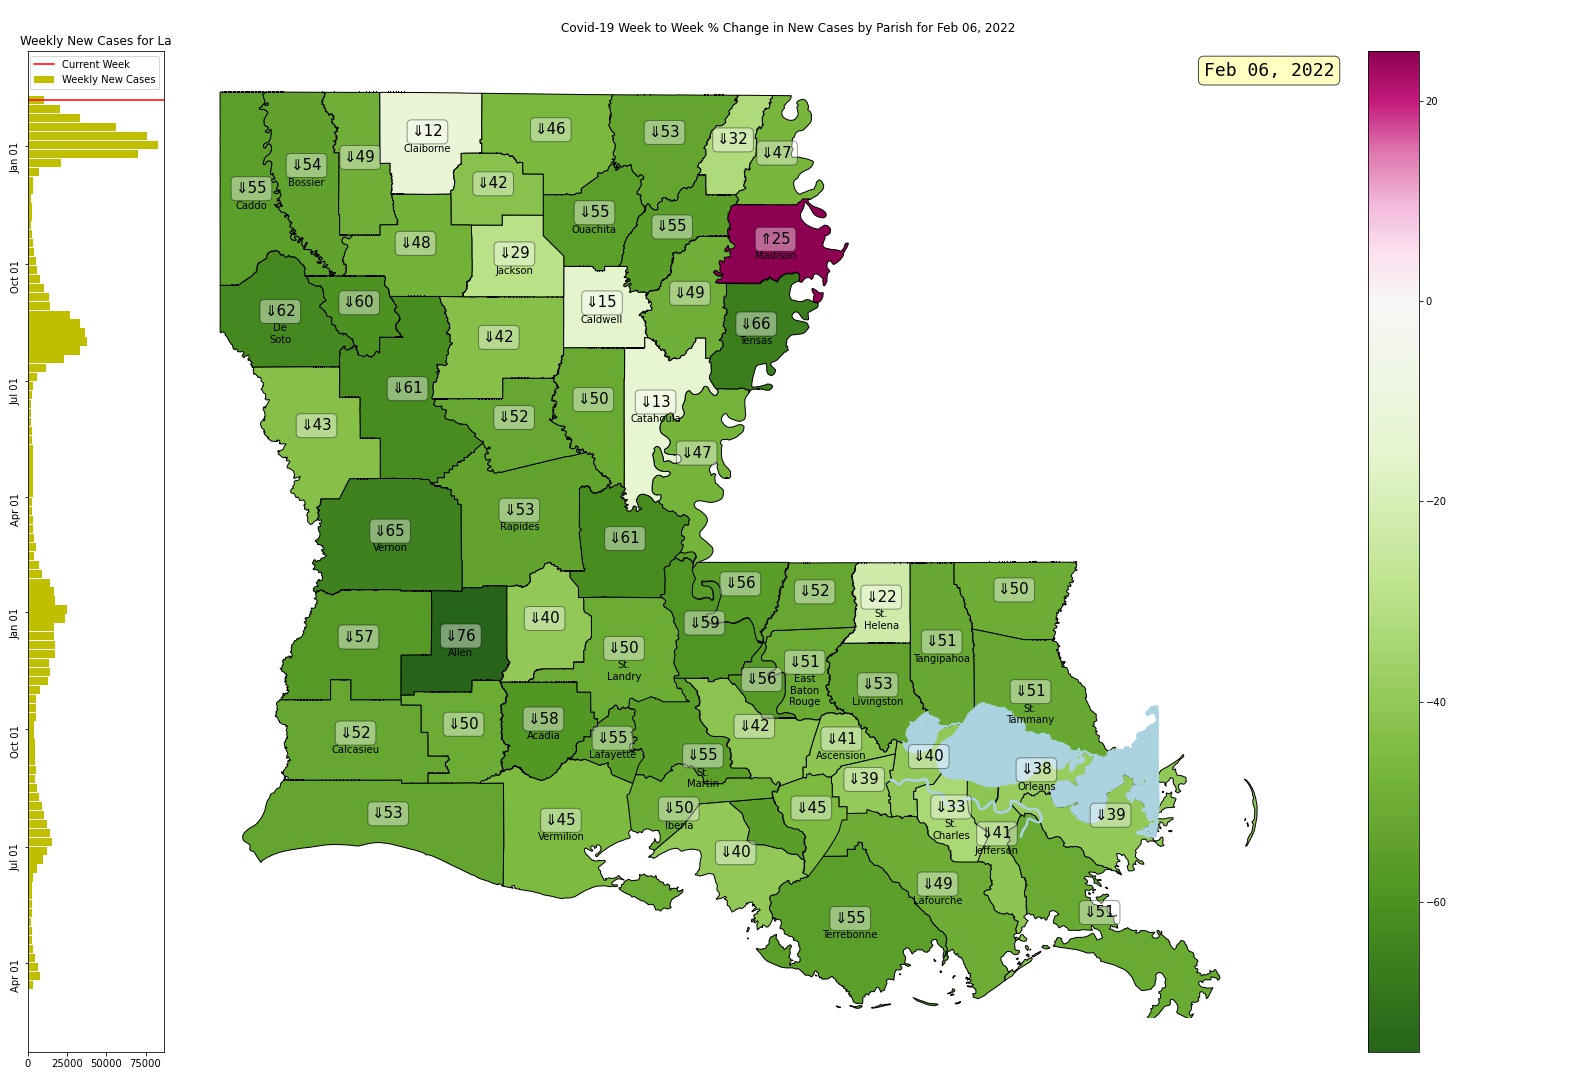 Covid-19 Week to Week % Change in New Cases by Parish for Feb 06, 2022
Weekly New Cases for La
Current Week
Weekly New Cases
Feb 06, 2022
Jan 01
Oct 01
Jul 01
Apr 01
Jan 01
Oct 01
Jul 01
Apr 01
0 25000 50000 75000
⇓12
Claiborne
⇓46
⇓53
⇓32
⇓47
⇓49
⇓54
Bossier
⇓55
Caddo
⇓42
⇓55
Ouachita
⇓55
⇑25
Madison
⇓48
⇓29
Jackson
⇓49
⇓60
⇓15
Caldwell
⇓62
De
Soto
⇓66
Tensas
⇓42
⇓61
⇓50
⇓13
Catahoula
⇓43
⇓52
⇓47
⇓53
Rapides
⇓65
Vernon
⇓61
⇓56
⇓52
⇓22
St.
Helena
⇓50
⇓57
⇓76
Allen
⇓40
⇓59
⇓50
St.
Landry
⇓51
Tangipahoa
⇓51
East
Baton
Rouge
⇓56
⇓53
Livingston
⇓51
St.
Tammany
⇓52
Calcasieu
⇓50
⇓58
Acadia
⇓55
Lafayette
⇓42
⇓41
Ascension
⇓55
St.
Martin
⇓40
⇓38
Orleans
⇓39
⇓53
⇓45
Vermilion
⇓50
Iberia
⇓45
⇓33
St.
Charles
⇓39
⇓41
Jefferson
⇓40
⇓49
Lafourche
⇓51
⇓55
Terrebonne
20
0
−20
−40
−60